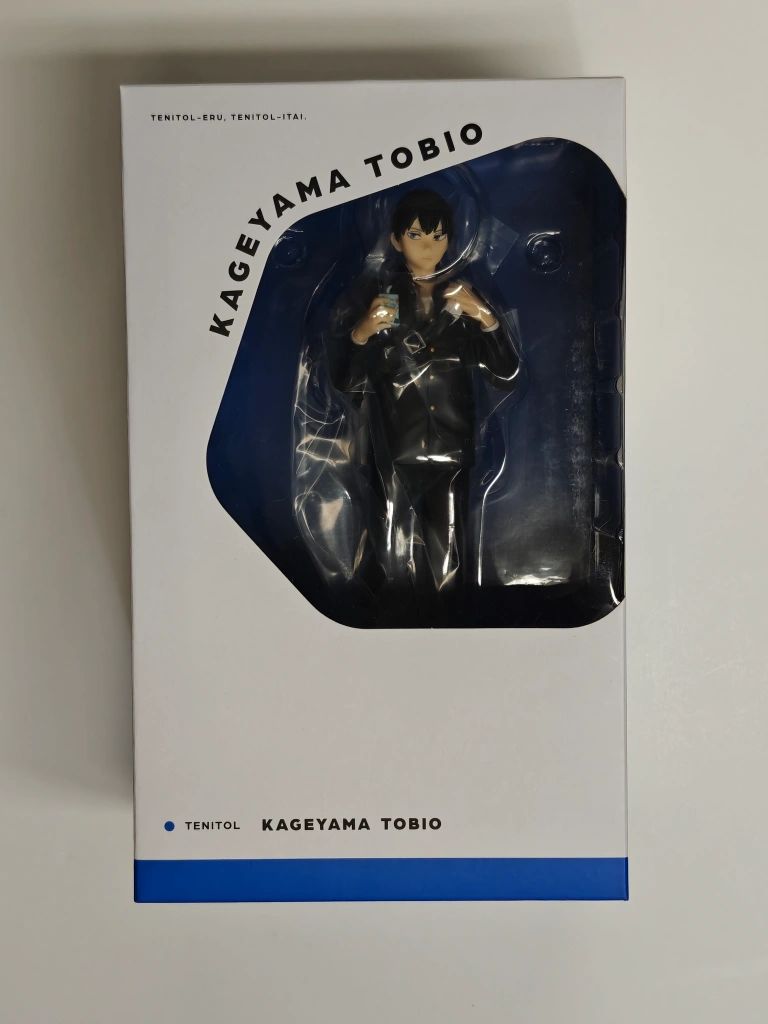 TENITOL-ERU, TENITOL-ITAI.
KAGEYAMA TOBIO
TENITOL KAGEYAMA TOBIO